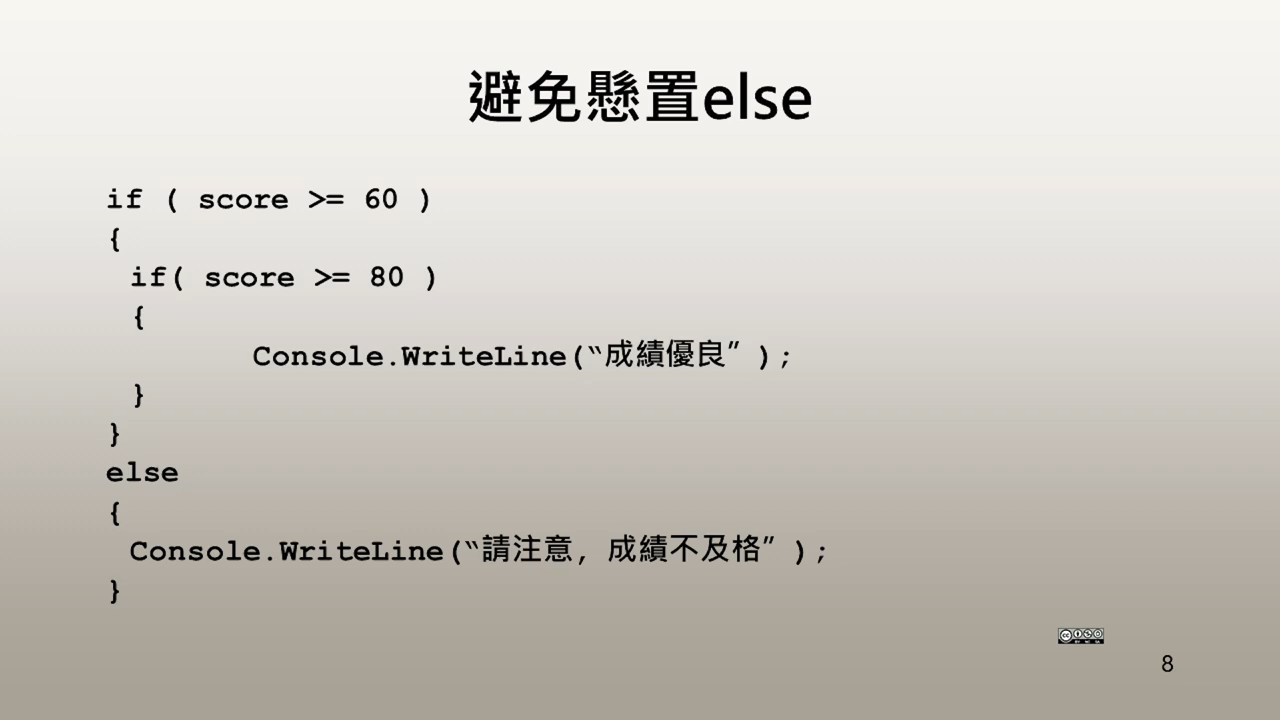 避免懸置else
if ( score >= 60 )
{
if( score >= 80 )
{
Console.WriteLine(“成績優良”);
}
}
else
{
Console.WriteLine(“請注意, 成績不及格”);
}
8